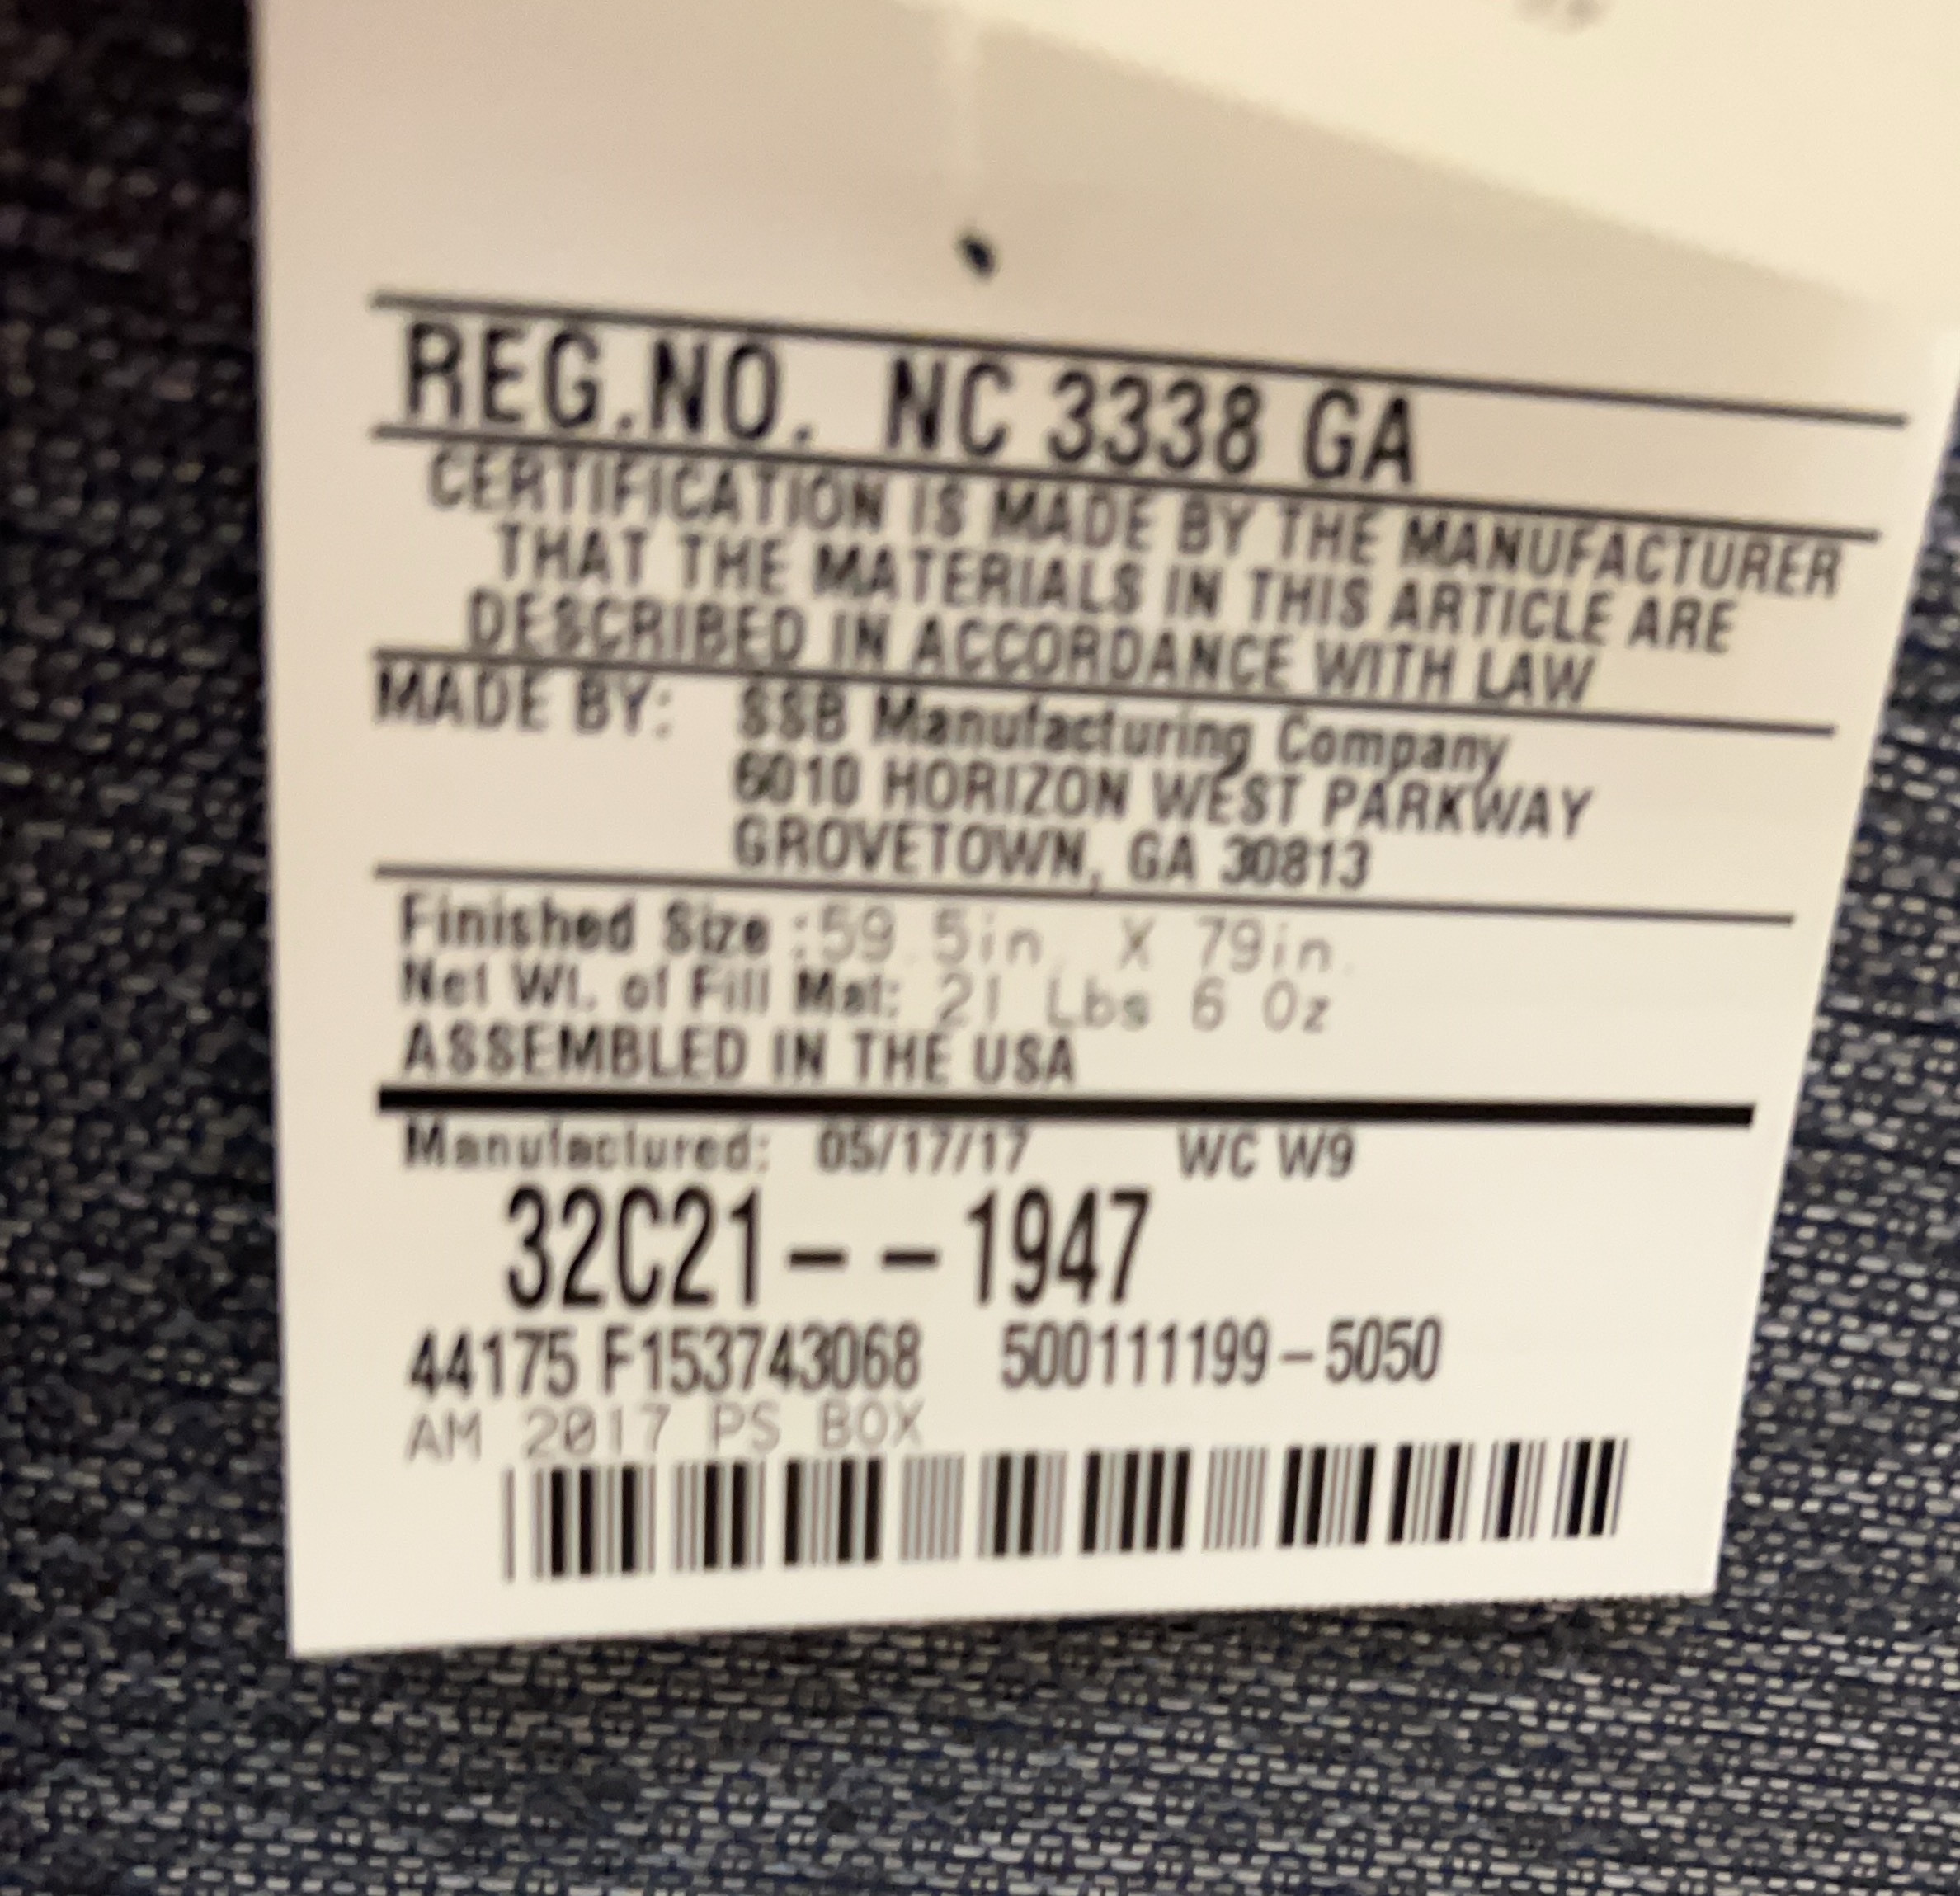 REG.NO. NC 3338 GA
CERTIFICATION IS MADE BY THE MANUFACTURER
THAT THE MATERIALS IN THIS ARTICLE ARE
DESCRIBED IN ACCORDANCE WITH LAW
MADE BY: SSB Manufacturing Company
6010 HORIZON WEST PARKWAY
GROVETOWN, GA 30813
Finished Size :59.5in. X 79in.
Net Wt. of Fill Mat: 21 Lbs 6 Oz
ASSEMBLED IN THE USA
Manufactured: 05/17/17 WC W9
32C21--1947
44175 F153743068 500111199-5050
AM 2017 PS BOX